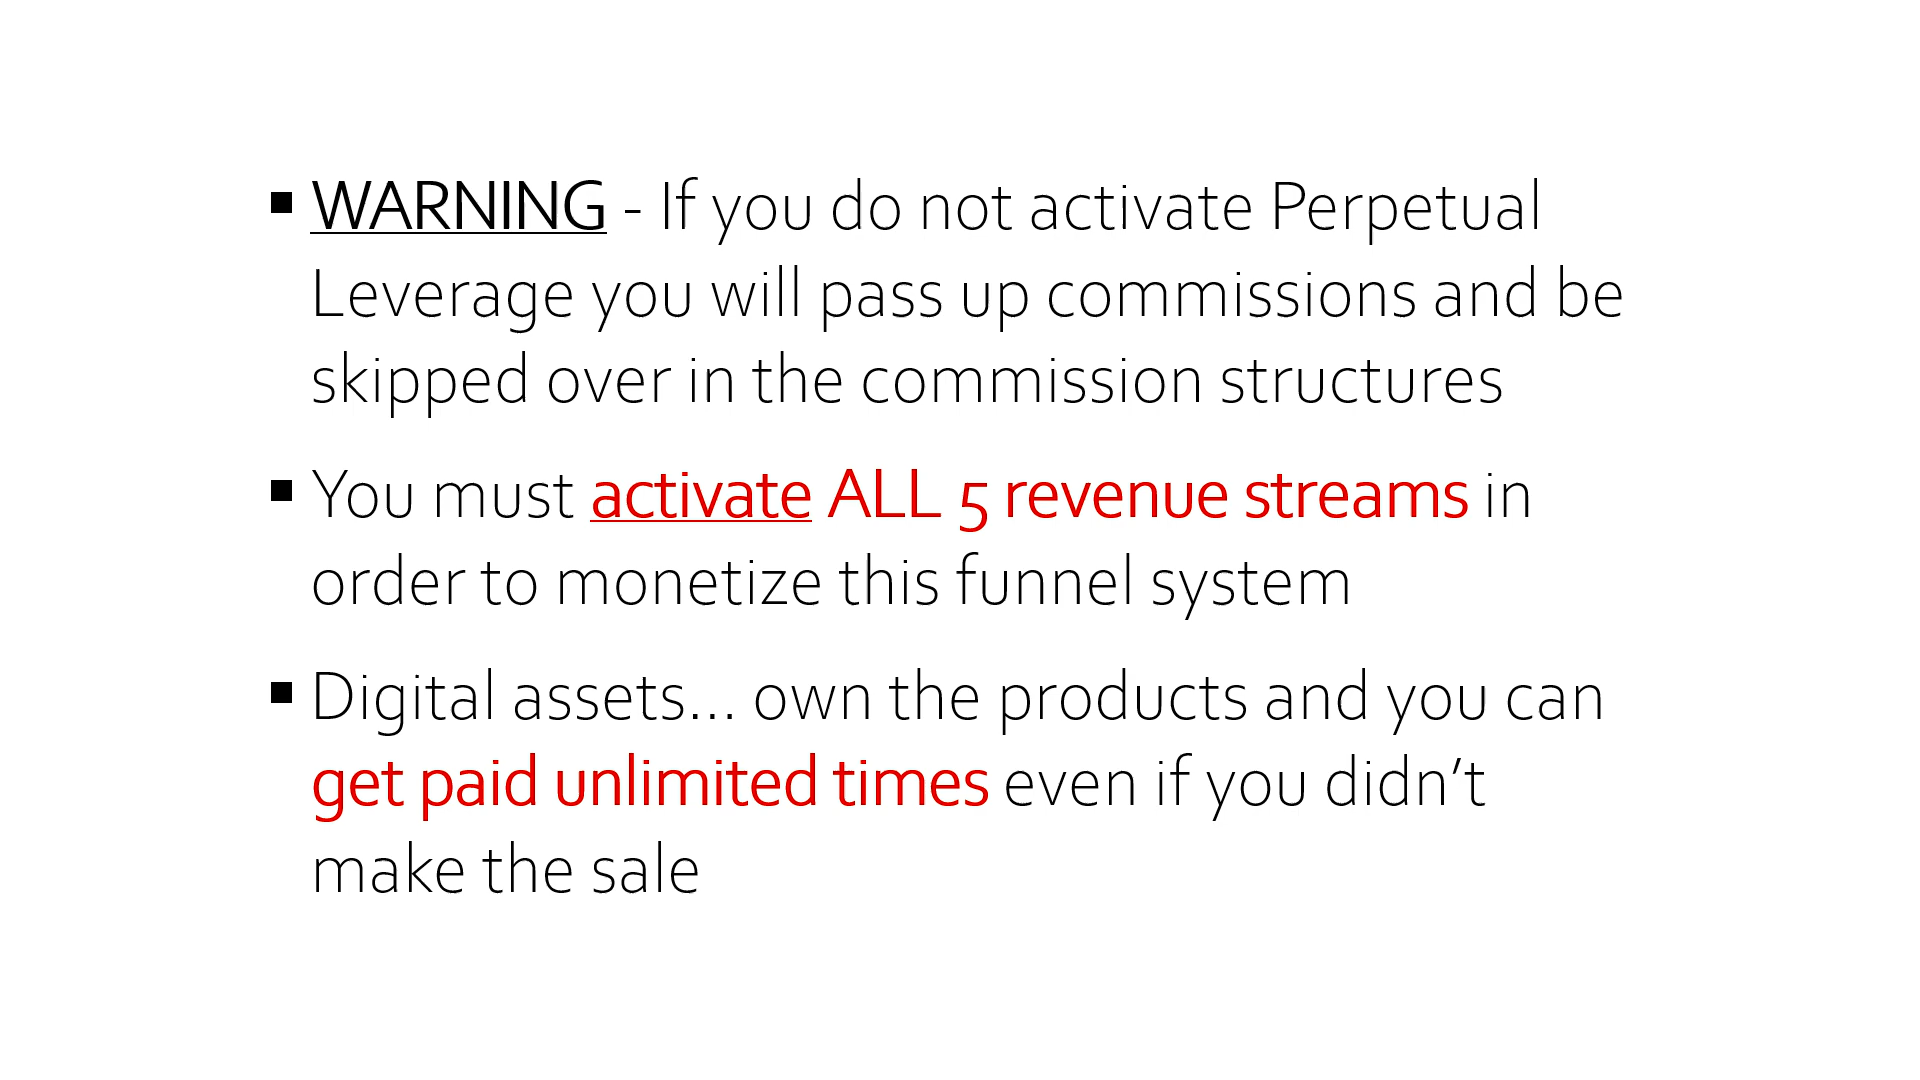 ▪ WARNING - If you do not activate Perpetual
Leverage you will pass up commissions and be
skipped over in the commission structures
▪ You must activate ALL 5 revenue streams in
order to monetize this funnel system
▪ Digital assets... own the products and you can
get paid unlimited times even if you didn’t
make the sale